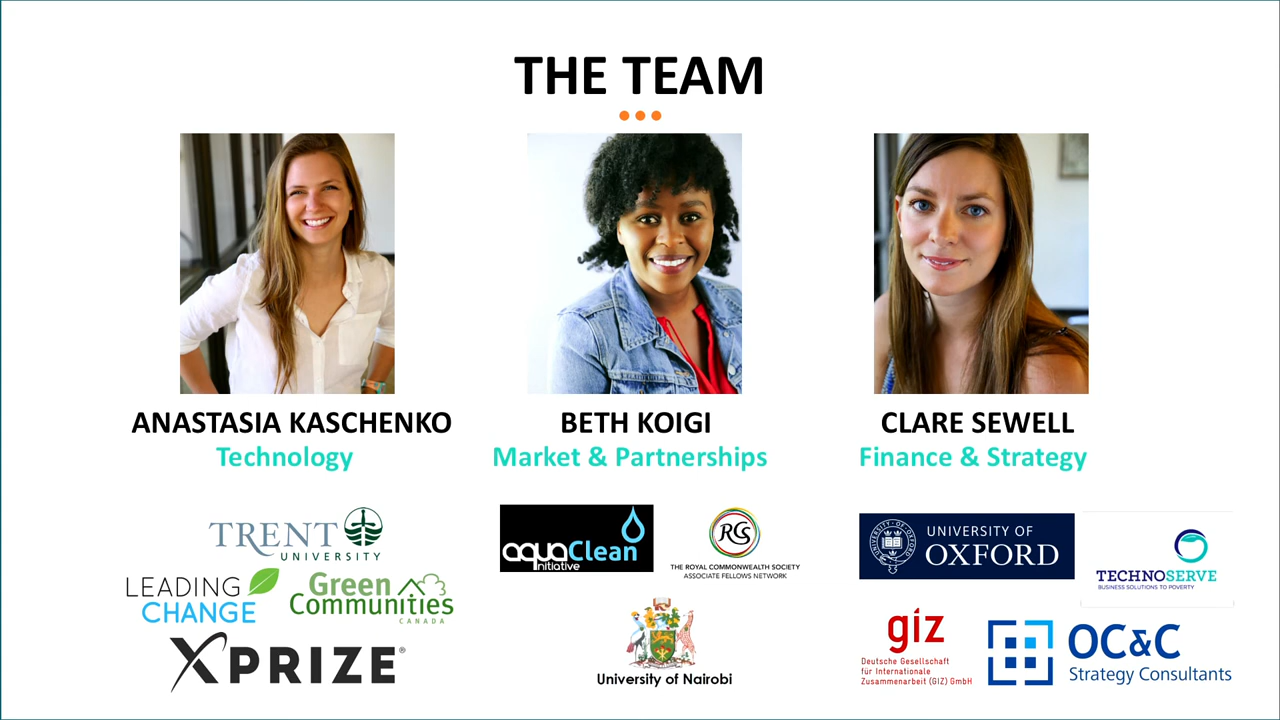 THE TEAM
ANASTASIA KASCHENKO
Technology
TRENT
UNIVERSITY
LEADING
CHANGE
Green
Communities
CANADA
XPRIZE®
BETH KOIGI
Market & Partnerships
aquaClean
initiative
RCS
THE ROYAL COMMONWEALTH SOCIETY
ASSOCIATE FELLOWS NETWORK
University of Nairobi
CLARE SEWELL
Finance & Strategy
UNIVERSITY OF
OXFORD
TECHNOSERVE
BUSINESS SOLUTIONS TO POVERTY
giz
Deutsche Gesellschaft
für Internationale
Zusammenarbeit (GIZ) GmbH
OC&C
Strategy Consultants